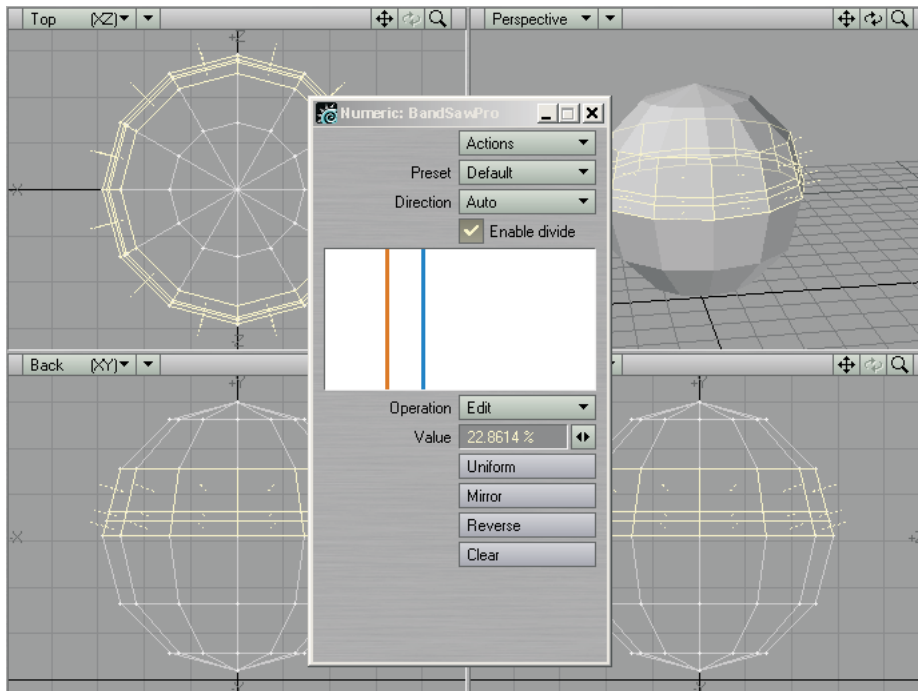 Top (XZ)
Perspective
+Z
-X
-Z
Numeric: BandSawPro
Actions
Preset Default
Direction Auto
Enable divide
Back (XY)
+Y
+Y
-X
Operation Edit
Value 22.8614 %
Uniform
Mirror
Reverse
Clear